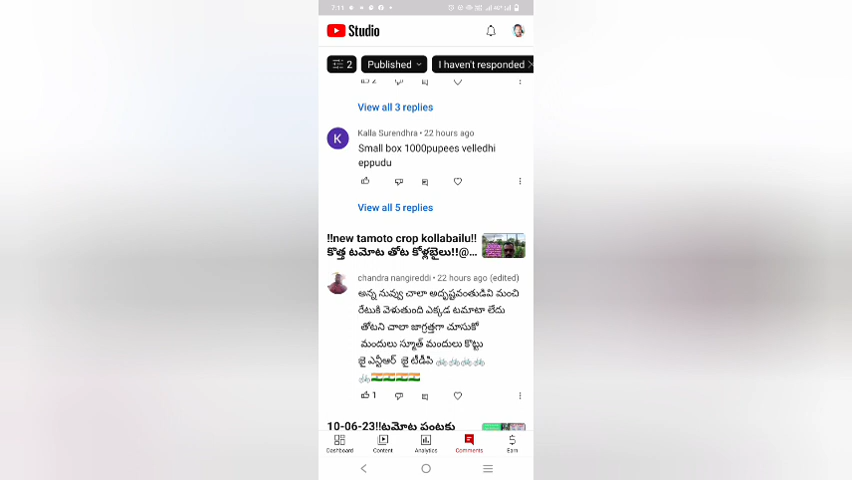 7:11
Studio
2 Published I haven't responded
2
View all 3 replies
K
Kalla Surendhra • 22 hours ago
Small box 1000pupees velledhi
eppudu
View all 5 replies
!!new tamoto crop kollabailu!!
కొత్త టమోట తోట కోళ్లబైలు!!@...
chandra nangireddi • 22 hours ago (edited)
అన్న నువ్వు చాలా అదృష్టవంతుడివి మంచి
రేటుకి వెళుతుంది ఎక్కడ టమాటా లేదు
తోటని చాలా జాగ్రత్తగా చూసుకో
మందులు స్మూత్ మందులు కొట్టు
జై ఎన్టీఆర్ జై టీడీపీ
1
10-06-23!!టమోట పంటకు
Dashboard Content Analytics Comments Earn